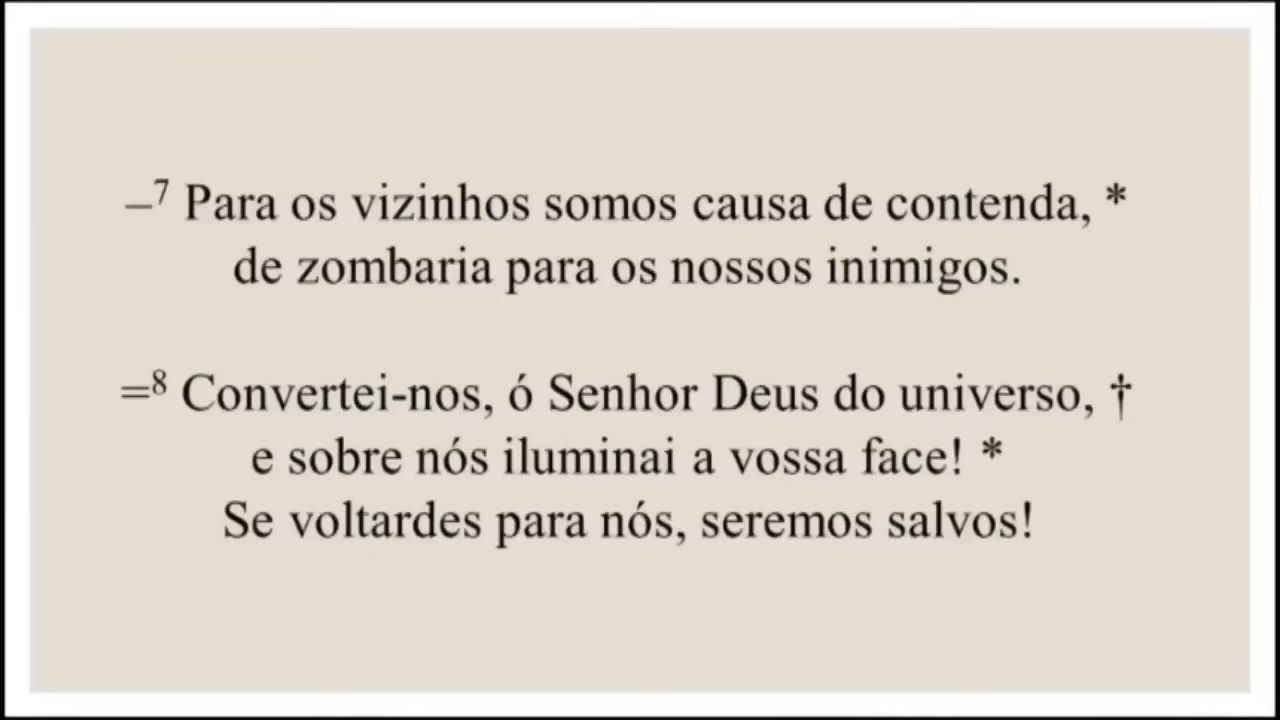 –⁷ Para os vizinhos somos causa de contenda, *
de zombaria para os nossos inimigos.
=⁸ Convertei-nos, ó Senhor Deus do universo, †
e sobre nós iluminai a vossa face! *
Se voltardes para nós, seremos salvos!